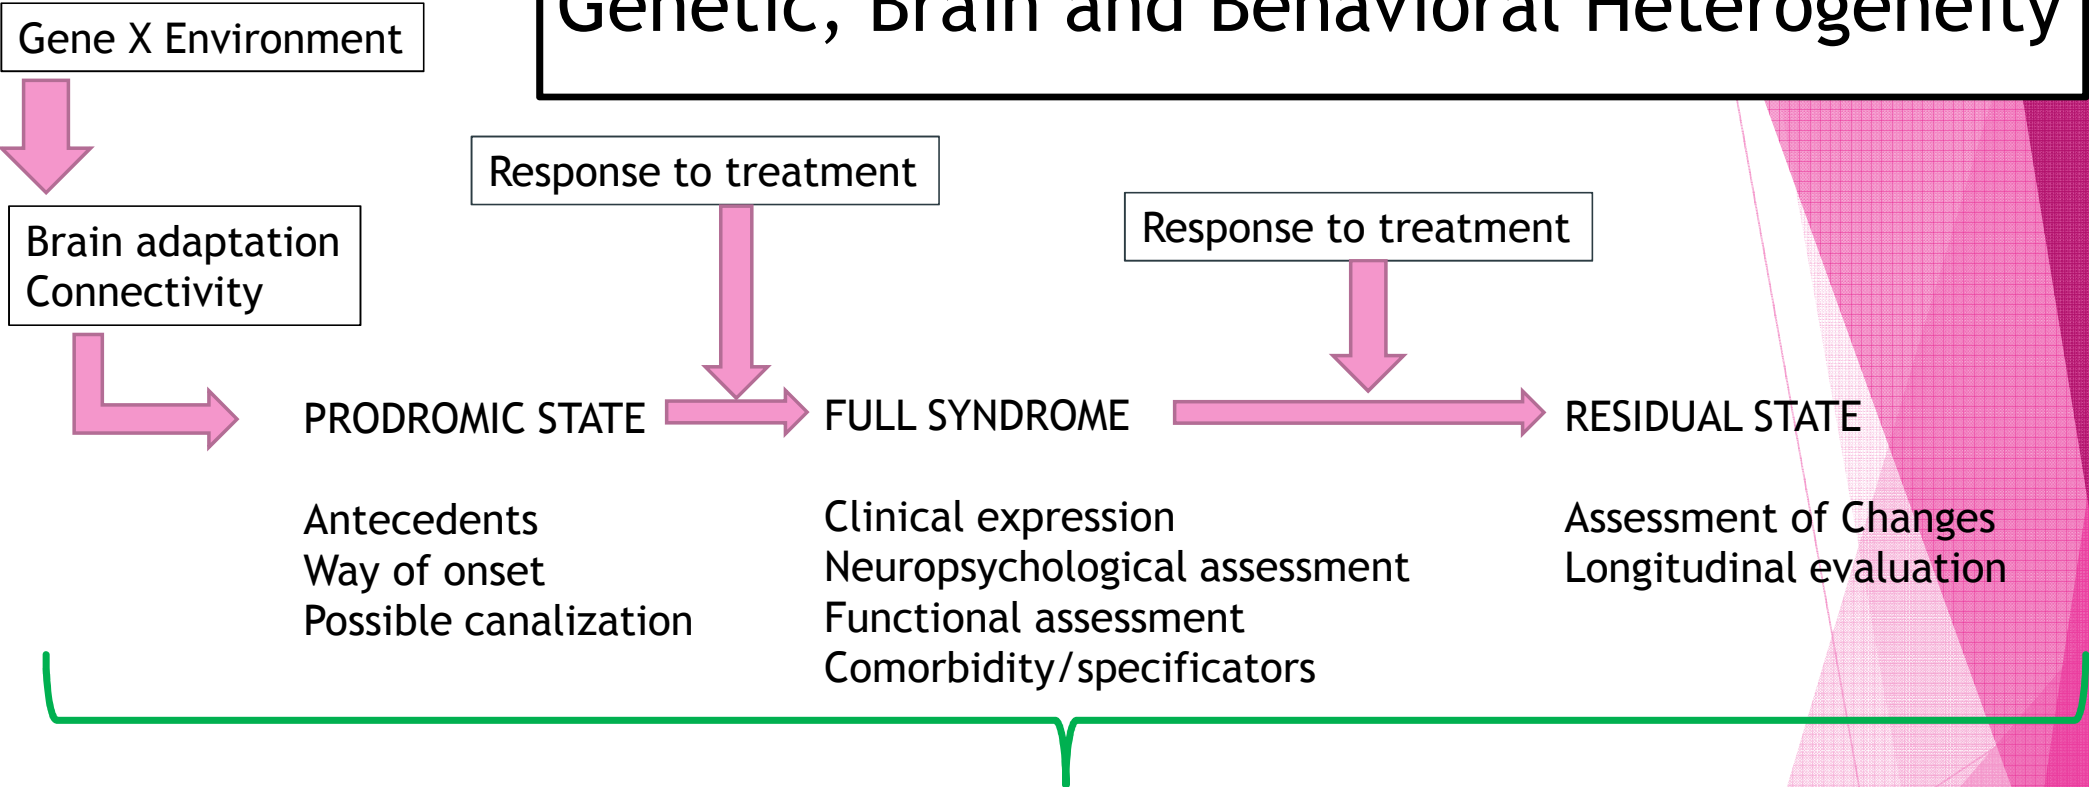 Genetic, Brain and Behavioral Heterogeneity
Gene X Environment
Response to treatment
Response to treatment
Brain adaptation
Connectivity
PRODROMIC STATE
FULL SYNDROME
RESIDUAL STATE
Antecedents
Way of onset
Possible canalization
Clinical expression
Neuropsychological assessment
Functional assessment
Comorbidity/specificators
Assessment of Changes
Longitudinal evaluation